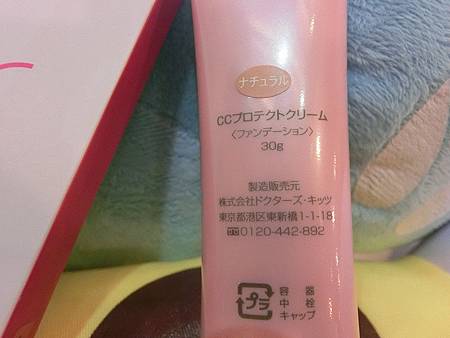 ナチュラル
CCプロテクトクリーム
〈ファンデーション〉
30g
製造販売元
株式会社ドクターズ・キッツ
東京都港区東新橋1-1-18
0120-442-892
プラ
容器
中栓
キャップ